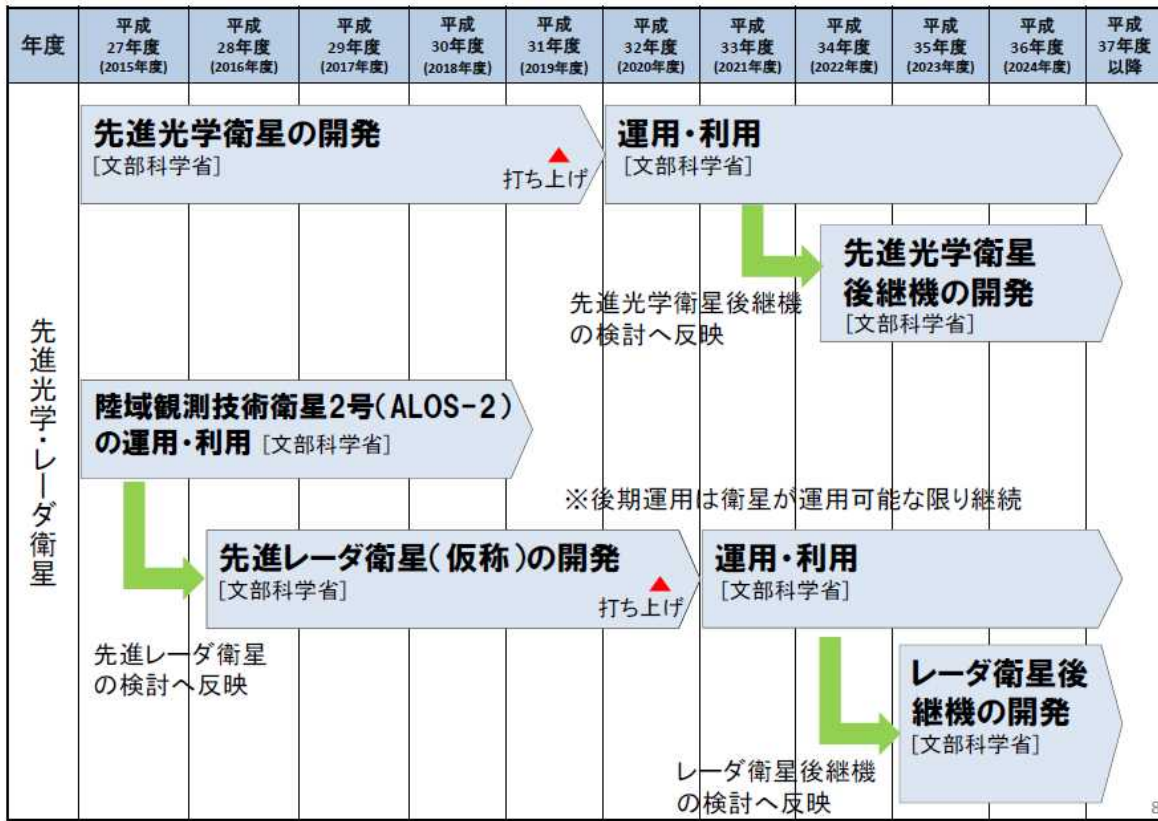 年度
平成
27年度
(2015年度)
平成
28年度
(2016年度)
平成
29年度
(2017年度)
平成
30年度
(2018年度)
平成
31年度
(2019年度)
平成
32年度
(2020年度)
平成
33年度
(2021年度)
平成
34年度
(2022年度)
平成
35年度
(2023年度)
平成
36年度
(2024年度)
平成
37年度
以降
先進光学・レーダ衛星
先進光学衛星の開発
[文部科学省]
打ち上げ
運用・利用
[文部科学省]
先進光学衛星後継機
の検討へ反映
先進光学衛星
後継機の開発
[文部科学省]
陸域観測技術衛星2号(ALOS-2)
の運用・利用 [文部科学省]
※後期運用は衛星が運用可能な限り継続
先進レーダ衛星
の検討へ反映
先進レーダ衛星(仮称)の開発
[文部科学省]
打ち上げ
運用・利用
[文部科学省]
レーダ衛星後継機
の検討へ反映
レーダ衛星後
継機の開発
[文部科学省]
8